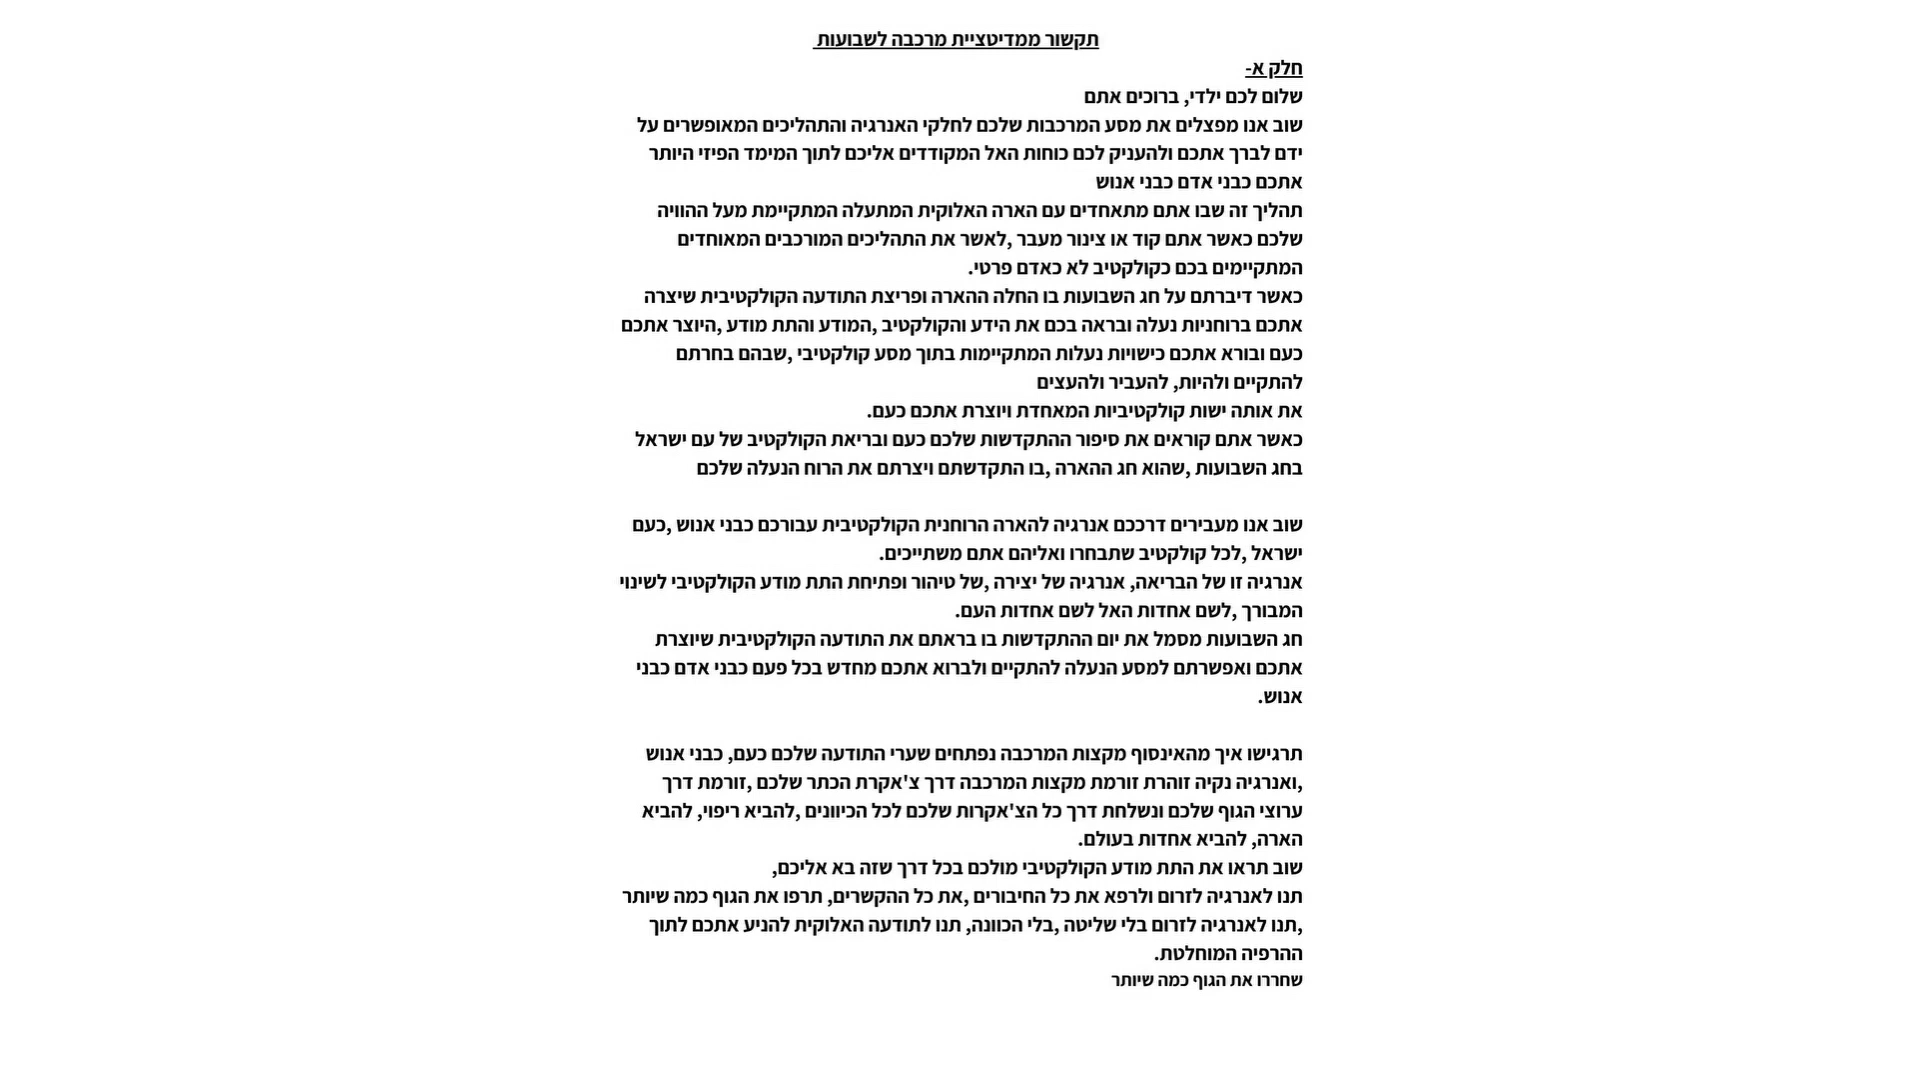 תקשור ממדיטציית מרכבה לשבועות
חלק א-
שלום לכם ילדי, ברוכים אתם
שוב אנו מפצלים את מסע המרכבות שלכם לחלקי האנרגיה והתהליכים המאופשרים על
ידם לברך אתכם ולהעניק לכם כוחות האל המקודדים אליכם לתוך המימד הפיזי היותר
אתכם כבני אדם כבני אנוש
תהליך זה שבו אתם מתאחדים עם הארה האלוקית המתעלה המתקיימת מעל ההוויה
שלכם כאשר אתם קוד או צינור מעבר ,לאשר את התהליכים המורכבים המאוחדים
המתקיימים בכם כקולקטיב לא כאדם פרטי.
כאשר דיברתם על חג השבועות בו החלה ההארה ופריצת התודעה הקולקטיבית שיצרה
אתכם ברוחניות נעלה ובראה בכם את הידע והקולקטיב ,המודע והתת מודע ,היוצר אתכם
כעם ובורא אתכם כישויות נעלות המתקיימות בתוך מסע קולקטיבי ,שבהם בחרתם
להתקיים ולהיות, להעביר ולהעצים
את אותה ישות קולקטיביות המאחדת ויוצרת אתכם כעם.
כאשר אתם קוראים את סיפור ההתקדשות שלכם כעם ובריאת הקולקטיב של עם ישראל
בחג השבועות ,שהוא חג ההארה ,בו התקדשתם ויצרתם את הרוח הנעלה שלכם
שוב אנו מעבירים דרככם אנרגיה להארה הרוחנית הקולקטיבית עבורכם כבני אנוש ,כעם
ישראל ,לכל קולקטיב שתבחרו ואליהם אתם משתייכים.
אנרגיה זו של הבריאה, אנרגיה של יצירה ,של טיהור ופתיחת התת מודע הקולקטיבי לשינוי
המבורך ,לשם אחדות האל לשם אחדות העם.
חג השבועות מסמל את יום ההתקדשות בו בראתם את התודעה הקולקטיבית שיוצרת
אתכם ואפשרתם למסע הנעלה להתקיים ולברוא אתכם מחדש בכל פעם כבני אדם כבני
אנוש.
תרגישו איך מהאינסוף מקצות המרכבה נפתחים שערי התודעה שלכם כעם, כבני אנוש
,ואנרגיה נקיה זוהרת זורמת מקצות המרכבה דרך צ'אקרת הכתר שלכם ,זורמת דרך
ערוצי הגוף שלכם ונשלחת דרך כל הצ'אקרות שלכם לכל הכיוונים ,להביא ריפוי, להביא
הארה, להביא אחדות בעולם.
שוב תראו את התת מודע הקולקטיבי מולכם בכל דרך שזה בא אליכם,
תנו לאנרגיה לזרום ולרפא את כל החיבורים ,את כל ההקשרים, תרפו את הגוף כמה שיותר
,תנו לאנרגיה לזרום בלי שליטה ,בלי הכוונה, תנו לתודעה האלוקית להניע אתכם לתוך
ההרפיה המוחלטת.
שחררו את הגוף כמה שיותר